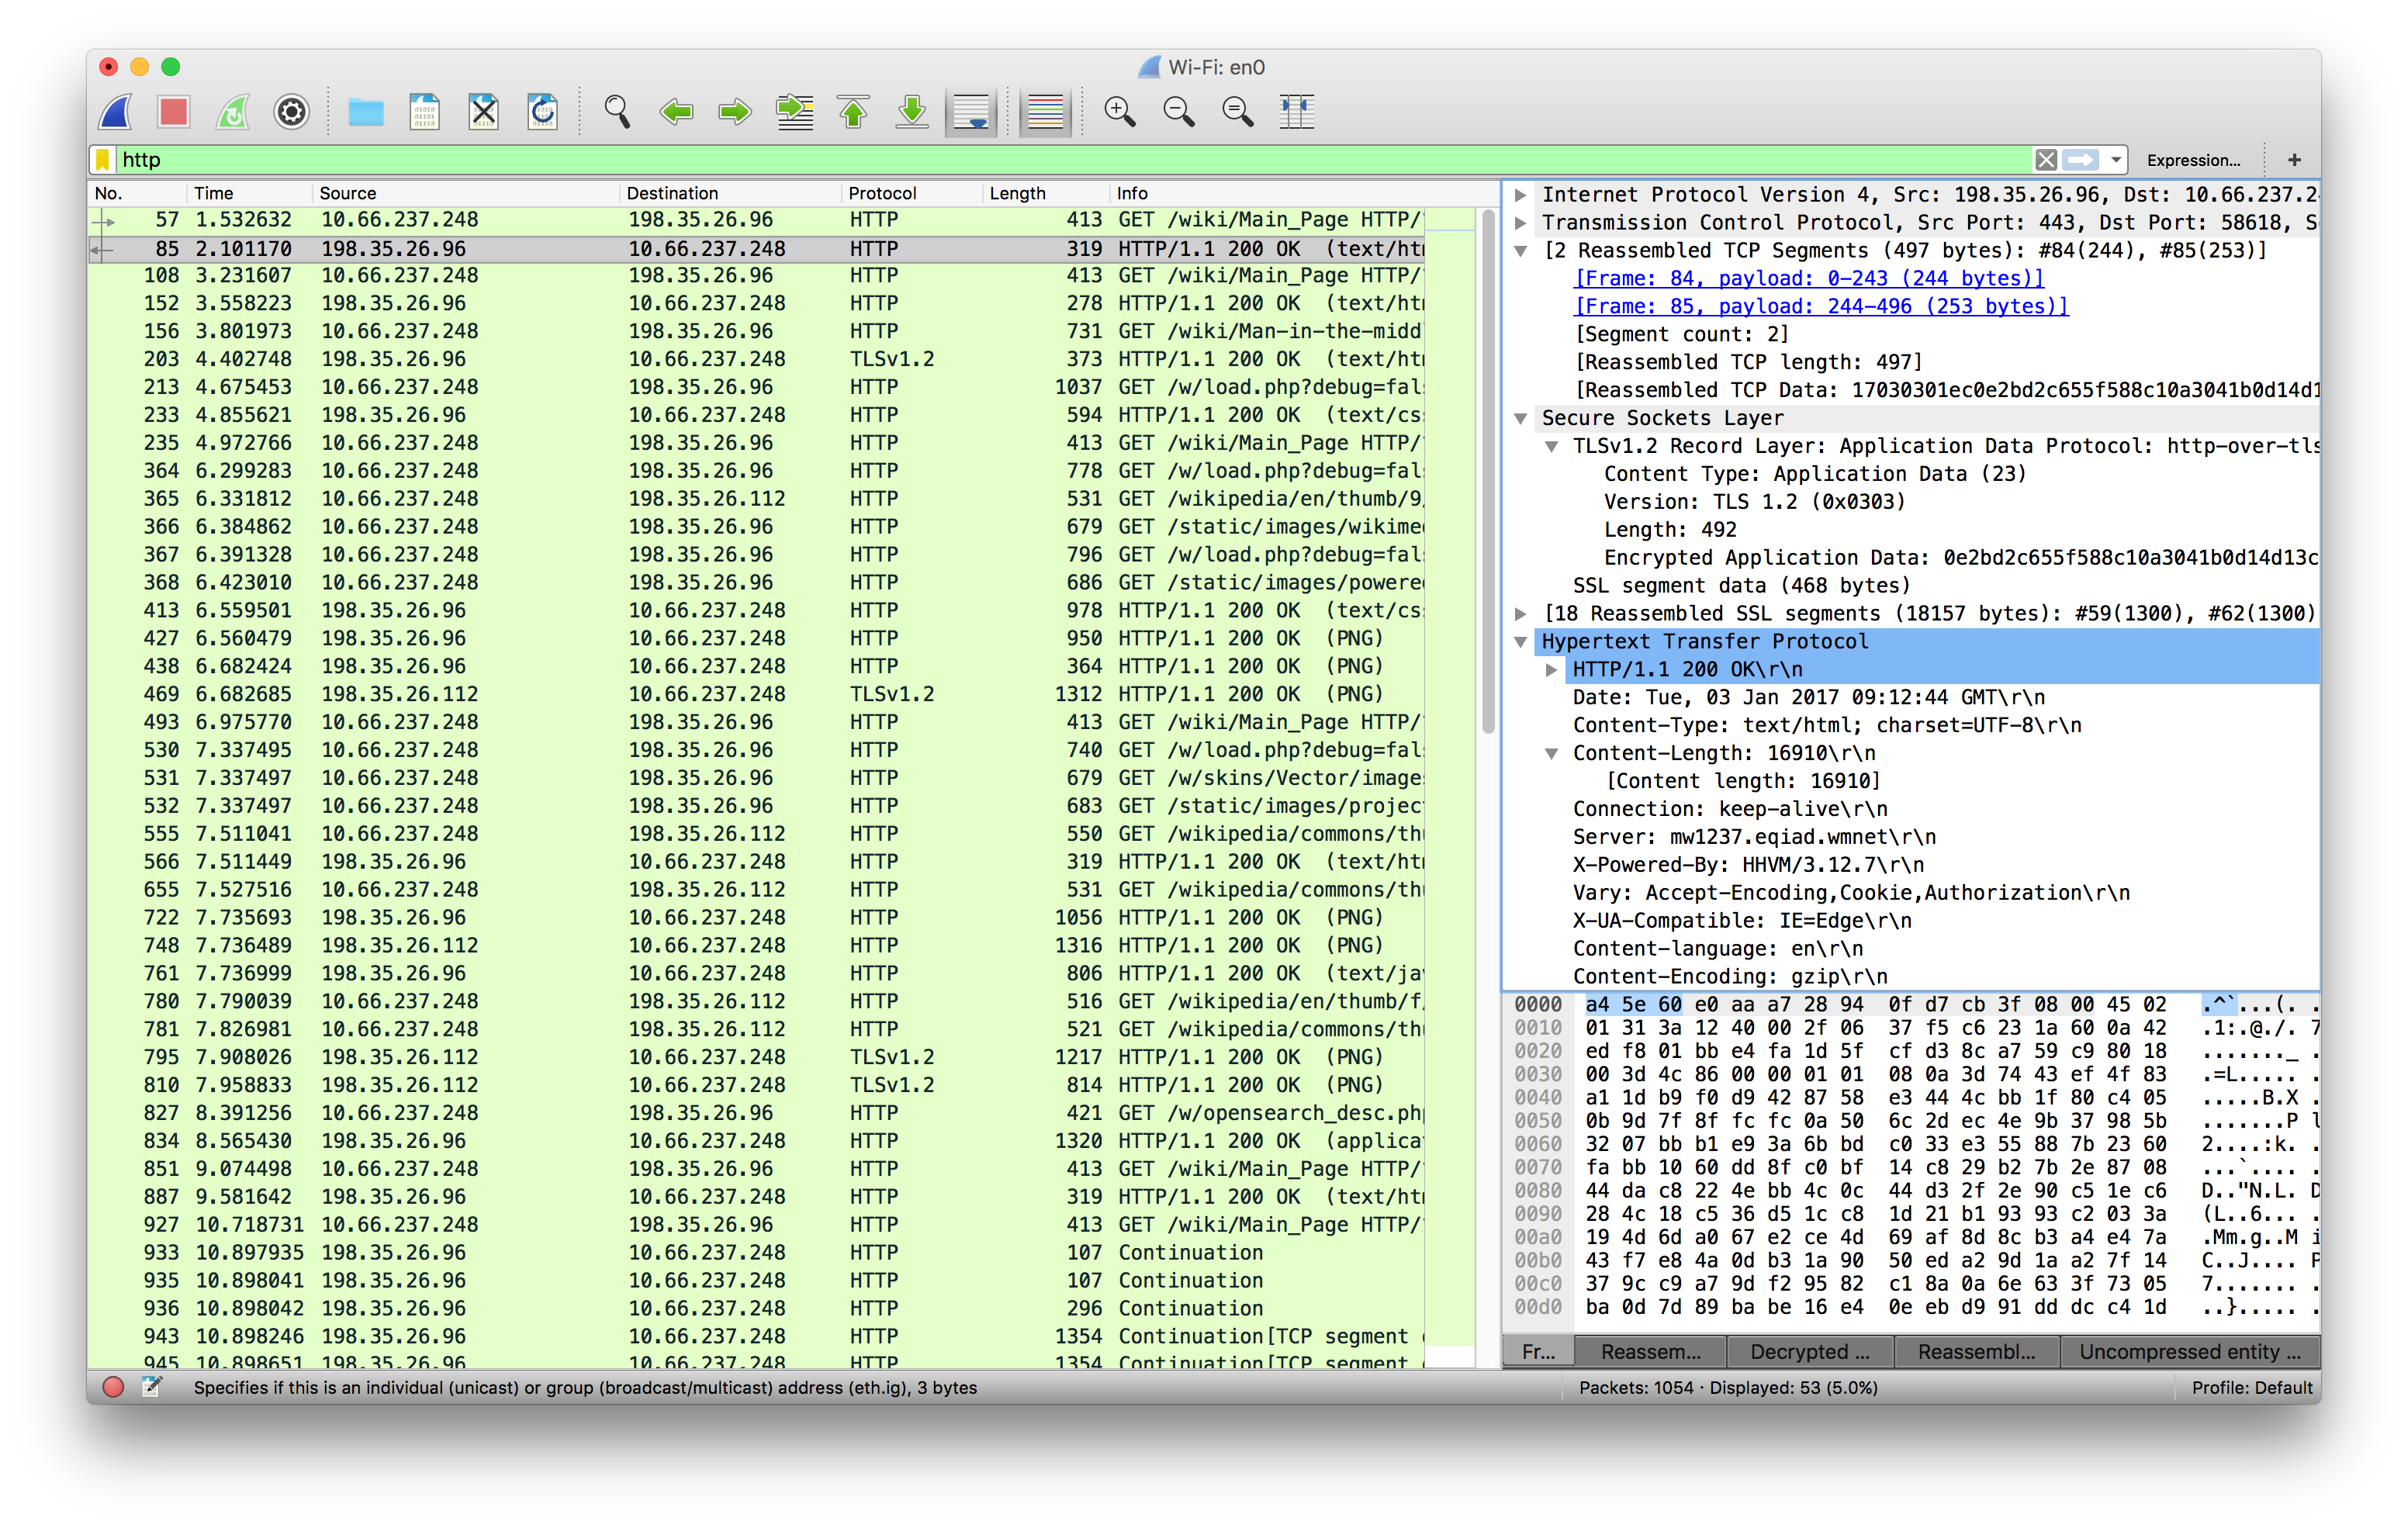 Wi-Fi: en0
http
Expression...
+
No. Time Source Destination Protocol Length Info
57 1.532632 10.66.237.248 198.35.26.96 HTTP 413 GET /wiki/Main_Page HTTP/
85 2.101170 198.35.26.96 10.66.237.248 HTTP 319 HTTP/1.1 200 OK (text/htm
108 3.231607 10.66.237.248 198.35.26.96 HTTP 413 GET /wiki/Main_Page HTTP/
152 3.558223 198.35.26.96 10.66.237.248 HTTP 278 HTTP/1.1 200 OK (text/htm
156 3.801973 10.66.237.248 198.35.26.96 HTTP 731 GET /wiki/Man-in-the-midd
203 4.402748 198.35.26.96 10.66.237.248 TLSv1.2 373 HTTP/1.1 200 OK (text/htm
213 4.675453 10.66.237.248 198.35.26.96 HTTP 1037 GET /w/load.php?debug=fals
233 4.855621 198.35.26.96 10.66.237.248 HTTP 594 HTTP/1.1 200 OK (text/css
235 4.972766 10.66.237.248 198.35.26.96 HTTP 413 GET /wiki/Main_Page HTTP/
364 6.299283 10.66.237.248 198.35.26.96 HTTP 778 GET /w/load.php?debug=fals
365 6.331812 10.66.237.248 198.35.26.112 HTTP 531 GET /wikipedia/en/thumb/9/
366 6.384862 10.66.237.248 198.35.26.96 HTTP 679 GET /static/images/wikimed
367 6.391328 10.66.237.248 198.35.26.96 HTTP 796 GET /w/load.php?debug=fals
368 6.423010 10.66.237.248 198.35.26.96 HTTP 686 GET /static/images/powered
413 6.559501 198.35.26.96 10.66.237.248 HTTP 978 HTTP/1.1 200 OK (text/css
427 6.560479 198.35.26.96 10.66.237.248 HTTP 950 HTTP/1.1 200 OK (PNG)
438 6.682424 198.35.26.96 10.66.237.248 HTTP 364 HTTP/1.1 200 OK (PNG)
469 6.682685 198.35.26.112 10.66.237.248 TLSv1.2 1312 HTTP/1.1 200 OK (PNG)
493 6.975770 10.66.237.248 198.35.26.96 HTTP 413 GET /wiki/Main_Page HTTP/
530 7.337495 10.66.237.248 198.35.26.96 HTTP 740 GET /w/load.php?debug=fals
531 7.337497 10.66.237.248 198.35.26.96 HTTP 679 GET /w/skins/Vector/images
532 7.337497 10.66.237.248 198.35.26.96 HTTP 683 GET /static/images/project
555 7.511041 10.66.237.248 198.35.26.112 HTTP 550 GET /wikipedia/commons/thu
566 7.511449 198.35.26.96 10.66.237.248 HTTP 319 HTTP/1.1 200 OK (text/htm
655 7.527516 10.66.237.248 198.35.26.112 HTTP 531 GET /wikipedia/commons/thu
722 7.735693 198.35.26.96 10.66.237.248 HTTP 1056 HTTP/1.1 200 OK (PNG)
748 7.736489 198.35.26.112 10.66.237.248 HTTP 1316 HTTP/1.1 200 OK (PNG)
761 7.736999 198.35.26.96 10.66.237.248 HTTP 806 HTTP/1.1 200 OK (text/jav
780 7.790039 10.66.237.248 198.35.26.112 HTTP 516 GET /wikipedia/en/thumb/f/
781 7.826981 10.66.237.248 198.35.26.112 HTTP 521 GET /wikipedia/commons/thu
795 7.908026 198.35.26.112 10.66.237.248 TLSv1.2 1217 HTTP/1.1 200 OK (PNG)
810 7.958833 198.35.26.112 10.66.237.248 TLSv1.2 814 HTTP/1.1 200 OK (PNG)
827 8.391256 10.66.237.248 198.35.26.96 HTTP 421 GET /w/opensearch_desc.php
834 8.565430 198.35.26.96 10.66.237.248 HTTP 1320 HTTP/1.1 200 OK (applicat
851 9.074498 10.66.237.248 198.35.26.96 HTTP 413 GET /wiki/Main_Page HTTP/
887 9.581642 198.35.26.96 10.66.237.248 HTTP 319 HTTP/1.1 200 OK (text/htm
927 10.718731 10.66.237.248 198.35.26.96 HTTP 413 GET /wiki/Main_Page HTTP/
933 10.897935 198.35.26.96 10.66.237.248 HTTP 107 Continuation
935 10.898041 198.35.26.96 10.66.237.248 HTTP 107 Continuation
936 10.898042 198.35.26.96 10.66.237.248 HTTP 296 Continuation
943 10.898246 198.35.26.96 10.66.237.248 HTTP 1354 Continuation[TCP segment
945 10.898651 198.35.26.96 10.66.237.248 HTTP 1354 Continuation[TCP segment
Internet Protocol Version 4, Src: 198.35.26.96, Dst: 10.66.237.24
Transmission Control Protocol, Src Port: 443, Dst Port: 58618, S
[2 Reassembled TCP Segments (497 bytes): #84(244), #85(253)]
[Frame: 84, payload: 0-243 (244 bytes)]
[Frame: 85, payload: 244-496 (253 bytes)]
[Segment count: 2]
[Reassembled TCP length: 497]
[Reassembled TCP Data: 17030301ec0e2bd2c655f588c10a3041b0d14d1
Secure Sockets Layer
TLSv1.2 Record Layer: Application Data Protocol: http-over-tls
Content Type: Application Data (23)
Version: TLS 1.2 (0x0303)
Length: 492
Encrypted Application Data: 0e2bd2c655f588c10a3041b0d14d13c
SSL segment data (468 bytes)
[18 Reassembled SSL segments (18157 bytes): #59(1300), #62(1300)
Hypertext Transfer Protocol
HTTP/1.1 200 OK\r\n
Date: Tue, 03 Jan 2017 09:12:44 GMT\r\n
Content-Type: text/html; charset=UTF-8\r\n
Content-Length: 16910\r\n
[Content length: 16910]
Connection: keep-alive\r\n
Server: mw1237.eqiad.wmnet\r\n
X-Powered-By: HHVM/3.12.7\r\n
Vary: Accept-Encoding,Cookie,Authorization\r\n
X-UA-Compatible: IE=Edge\r\n
Content-language: en\r\n
Content-Encoding: gzip\r\n
0000 a4 5e 60 e0 aa a7 28 94 0f d7 cb 3f 08 00 45 02 .^`...(. .
0010 01 31 3a 12 40 00 2f 06 37 f5 c6 23 1a 60 0a 42 .1:.@./. 7
0020 ed f8 01 bb e4 fa 1d 5f cf d3 8c a7 59 c9 80 18 ......._ .
0030 00 3d 4c 86 00 00 01 01 08 0a 3d 74 43 ef 4f 83 .=L..... .
0040 a1 1d b9 f0 d9 42 87 58 e3 44 4c bb 1f 80 c4 05 .....B.X .
0050 0b 9d 7f 8f fc fc 0a 50 6c 2d ec 4e 9b 37 98 5b .......P l
0060 32 07 bb b1 e9 3a 6b bd c0 33 e3 55 88 7b 23 60 2....:k. .
0070 fa bb 10 60 dd 8f c0 bf 14 c8 29 b2 7b 2e 87 08 ...`.... .
0080 44 da c8 22 4e bb 4c 0c 44 d3 2f 2e 90 c5 1e c6 D.."N.L. D
0090 28 4c 18 c5 36 d5 1c c8 1d 21 b1 93 93 c2 03 3a (L..6... .
00a0 19 4d 6d a0 67 e2 ce 4d 69 af 8d 8c b3 a4 e4 7a .Mm.g..M i
00b0 43 f7 e8 4a 0d b3 1a 90 50 ed a2 9d 1a a2 7f 14 C..J.... P
00c0 37 9c c9 a7 9d f2 95 82 c1 8a 0a 6e 63 3f 73 05 7....... .
00d0 ba 0d 7d 89 ba be 16 e4 0e eb d9 91 dd dc c4 1d ..}..... .
Fr... Reassem... Decrypted ... Reassembl... Uncompressed entity ...
Specifies if this is an individual (unicast) or group (broadcast/multicast) address (eth.ig), 3 bytes
Packets: 1054 · Displayed: 53 (5.0%)
Profile: Default